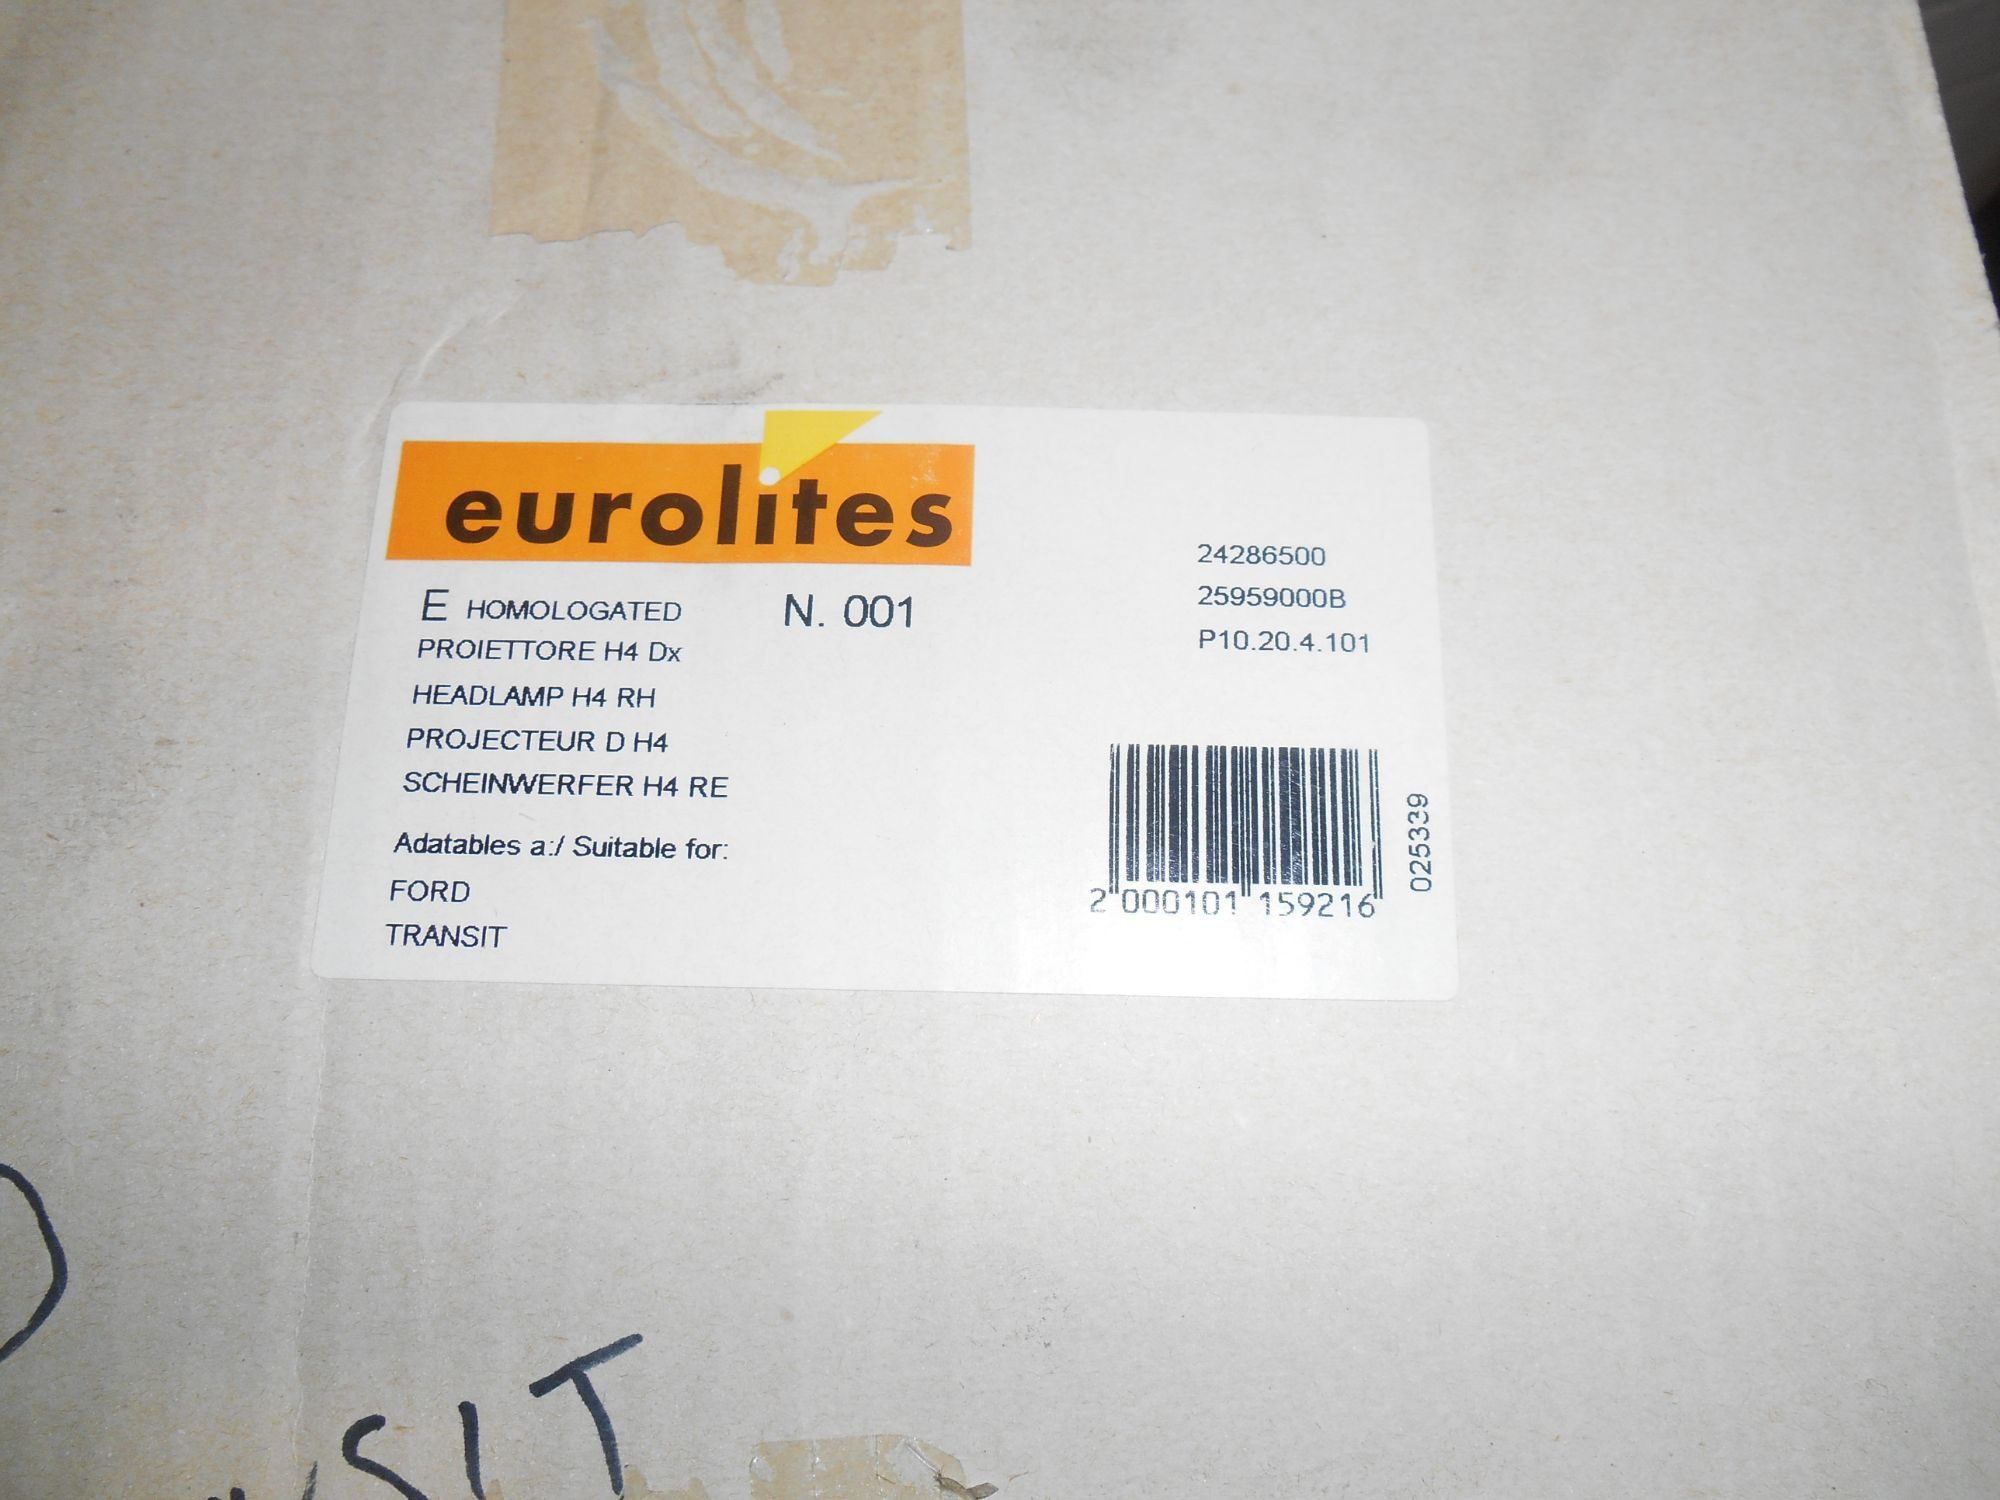 eurolites
E HOMOLOGATED N. 001
PROIETTORE H4 Dx
HEADLAMP H4 RH
PROJECTEUR D H4
SCHEINWERFER H4 RE
Adatables a:/ Suitable for:
FORD
TRANSIT
24286500
25959000B
P10.20.4.101
2 000101 159216
025339
SIT